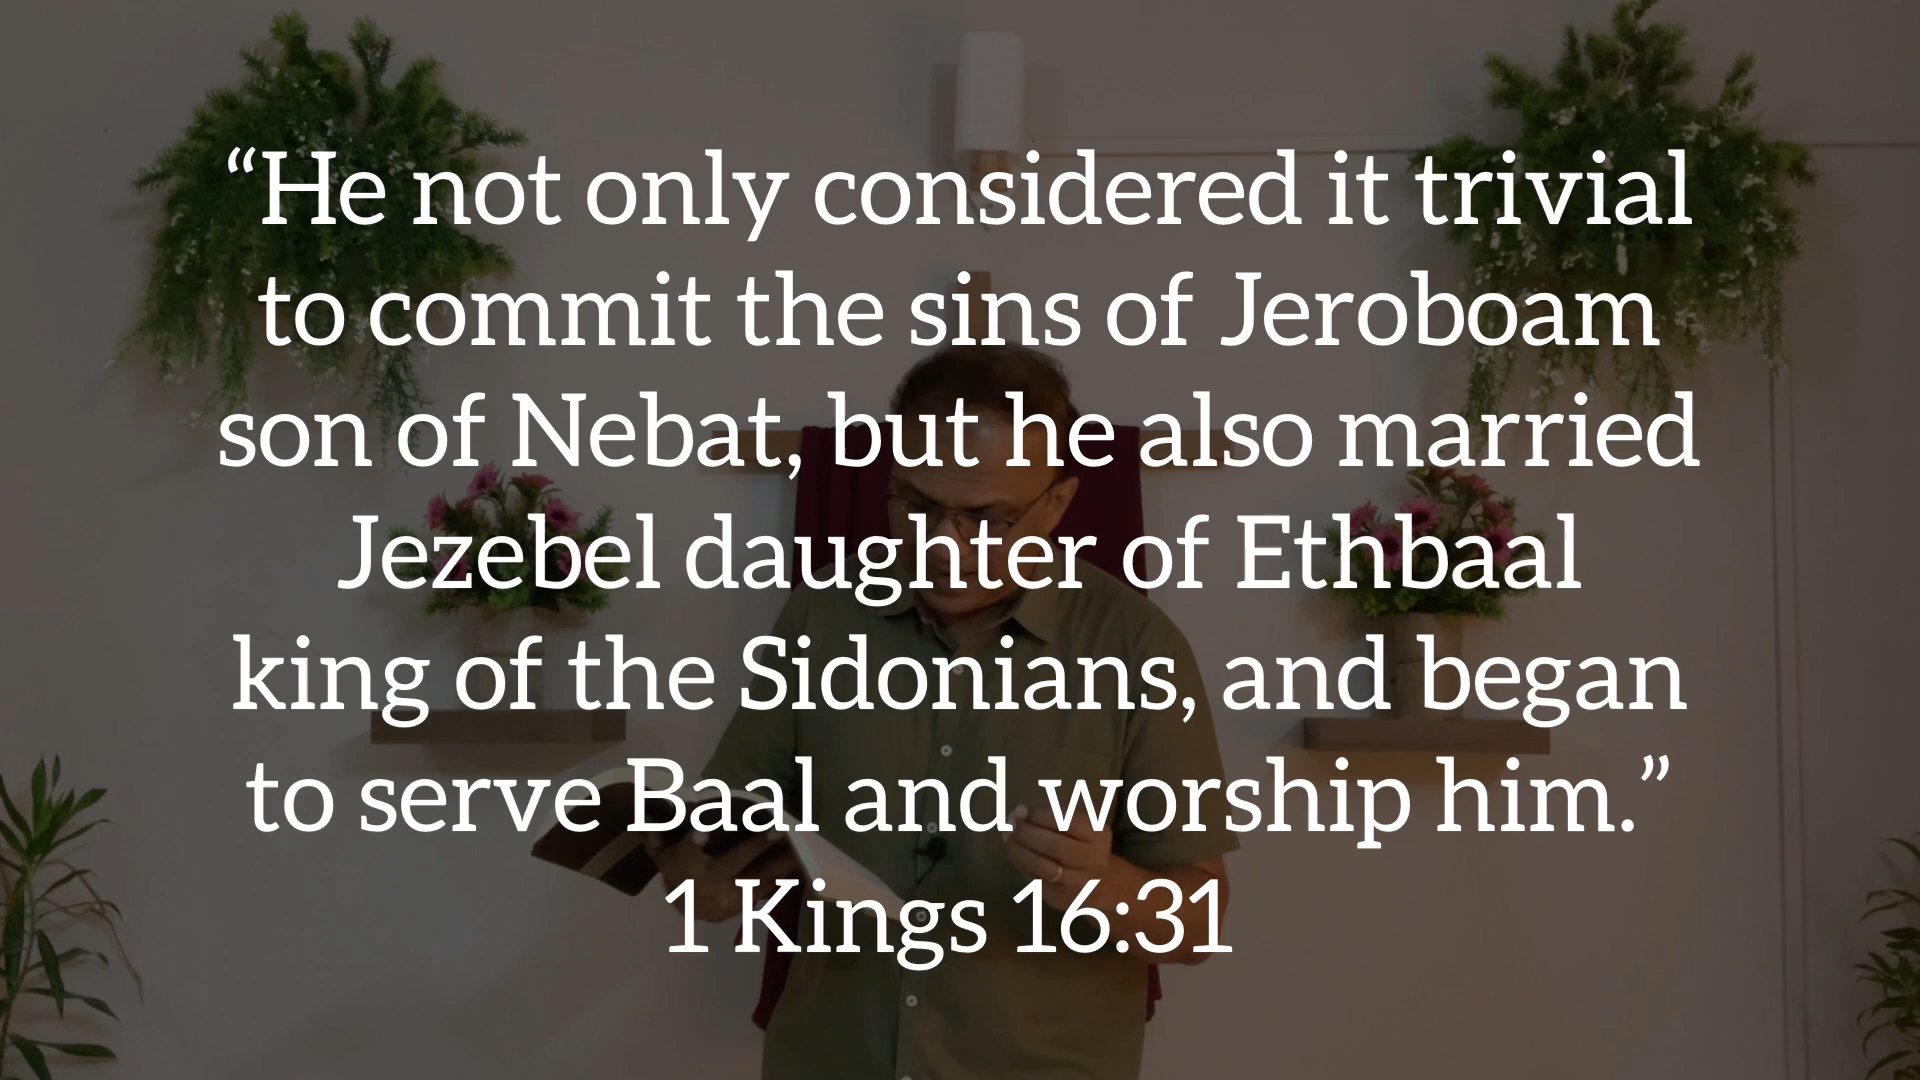 “He not only considered it trivial
to commit the sins of Jeroboam
son of Nebat, but he also married
Jezebel daughter of Ethbaal
king of the Sidonians, and began
to serve Baal and worship him.”
1 Kings 16:31